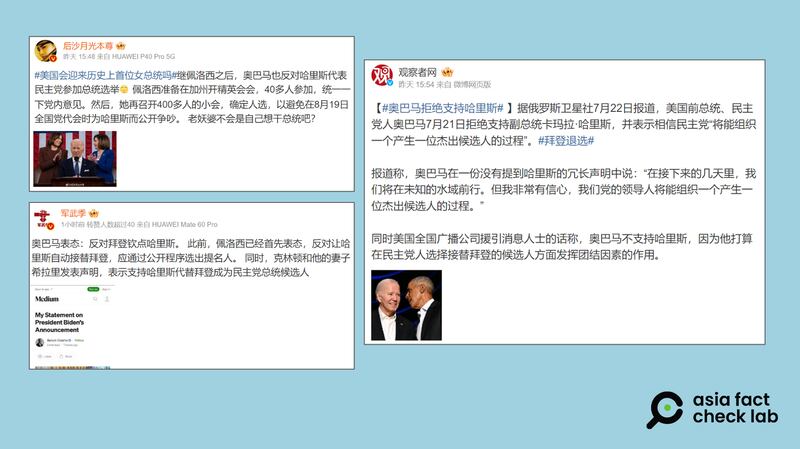 后沙月光本尊
昨天 15:48 来自 HUAWEI P40 Pro 5G
#美国会迎来历史上首位女总统吗#继佩洛西之后，奥巴马也反对哈里斯代表
民主党参加总统选举 佩洛西准备在加州开精英会会，40多人参加，统一一
下党内意见。然后，她再召开400多人的小会，确定人选，以避免在8月19日
全国党代会时为哈里斯而公开争吵。 老妖婆不会是自己想干总统吧？
军武季
1小时前 转赞人数超过40 来自 HUAWEI Mate 60 Pro
奥巴马表态：反对拜登钦点哈里斯。 此前，佩洛西已经首先表态，反对让哈
里斯自动接替拜登，应通过公开程序选出提名人。 同时，克林顿和他的妻子
希拉里发表声明，表示支持哈里斯代替拜登成为民主党总统候选人
Medium
My Statement on
President Biden's
Announcement
观察者网
昨天 15:54 来自 微博网页版
【#奥巴马拒绝支持哈里斯# 】据俄罗斯卫星社7月22日报道，美国前总统、民主
党人奥巴马7月21日拒绝支持副总统卡玛拉·哈里斯，并表示相信民主党“将能组织
一个产生一位杰出候选人的过程”。#拜登退选#
报道称，奥巴马在一份没有提到哈里斯的冗长声明中说：“在接下来的几天里，我
们将在未知的水域前行。但我非常有信心，我们党的领导人将能组织一个产生一
位杰出候选人的过程。”
同时美国全国广播公司援引消息人士的话称，奥巴马不支持哈里斯，因为他打算
在民主党人选择接替拜登的候选人方面发挥团结因素的作用。
asia fact
check lab